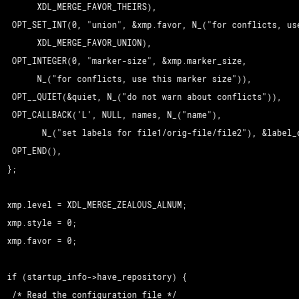 XDL_MERGE_FAVOR_THEIRS),
OPT_SET_INT(0, "union", &xmp.favor, N_("for conflicts, use
XDL_MERGE_FAVOR_UNION),
OPT_INTEGER(0, "marker-size", &xmp.marker_size,
N_("for conflicts, use this marker size")),
OPT__QUIET(&quiet, N_("do not warn about conflicts")),
OPT_CALLBACK('L', NULL, names, N_("name"),
N_("set labels for file1/orig-file/file2"), &label_c
OPT_END(),
};
xmp.level = XDL_MERGE_ZEALOUS_ALNUM;
xmp.style = 0;
xmp.favor = 0;
if (startup_info->have_repository) {
/* Read the configuration file */